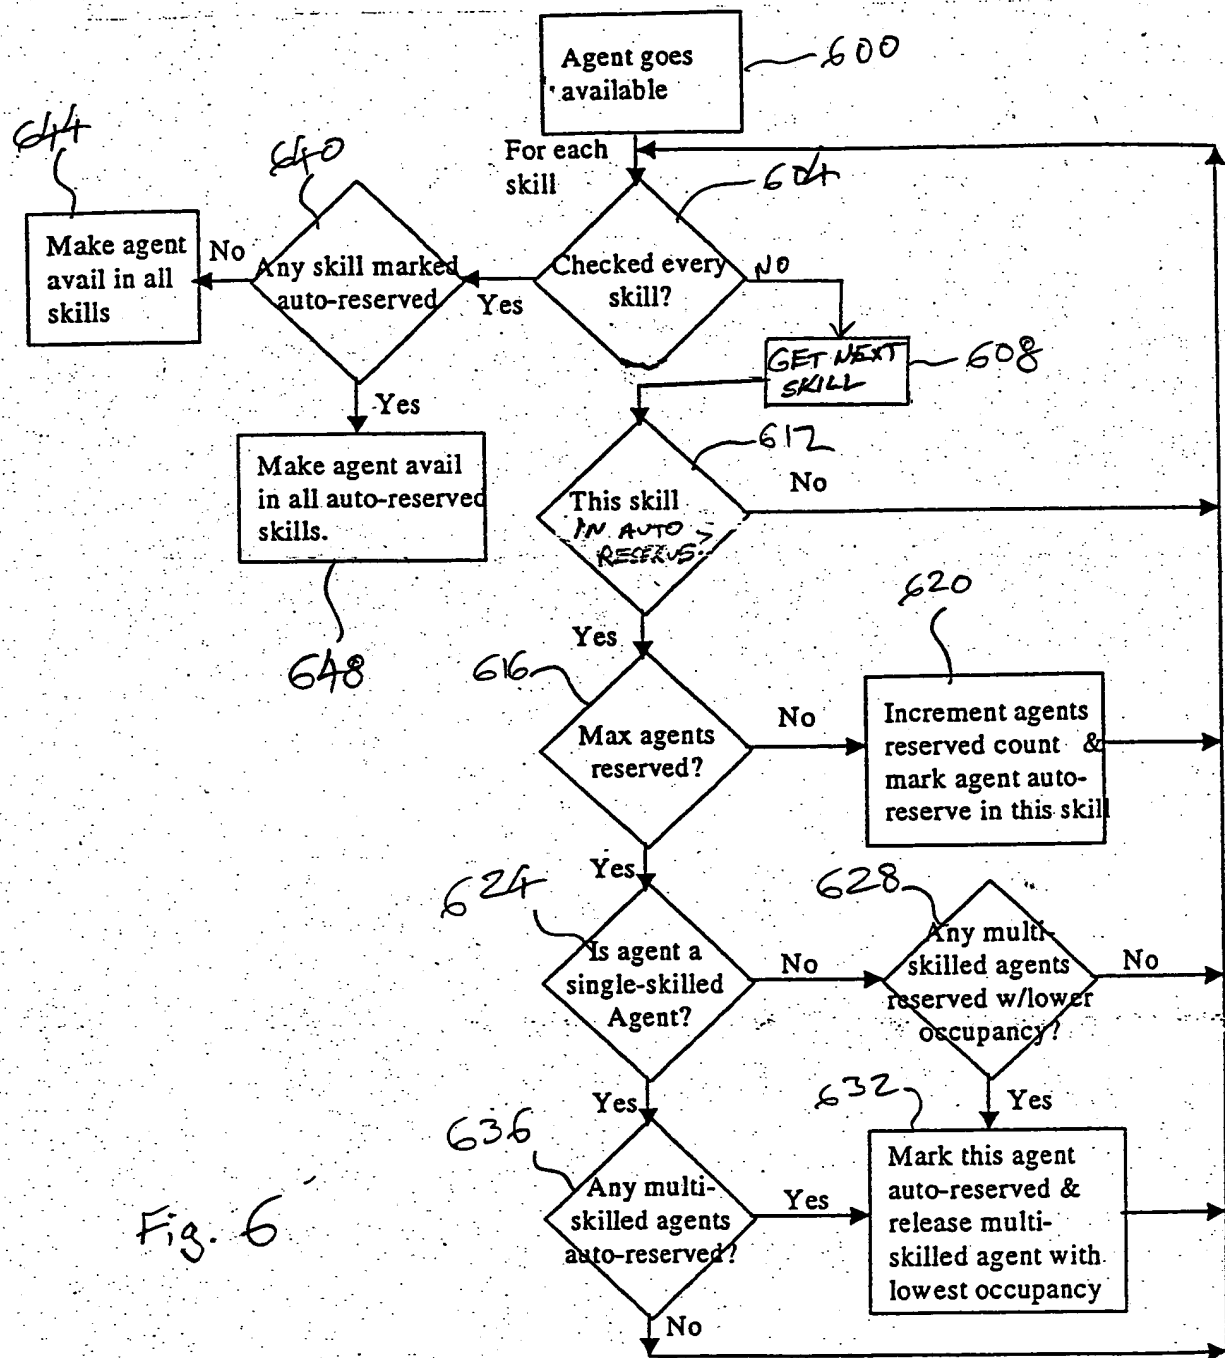 Agent goes
available
600
For each
skill
644
640
604
Make agent
avail in all
skills
No
Any skill marked
auto-reserved
Yes
Checked every
skill?
NO
GET NEXT
SKILL
608
Yes
Make agent avail
in all auto-reserved
skills.
648
612
This skill
IN AUTO
RESERVE?
No
Yes
616
Max agents
reserved?
No
620
Increment agents
reserved count &
mark agent auto-
reserve in this skill
Yes
624
Is agent a
single-skilled
Agent?
No
628
Any multi-
skilled agents
reserved w/lower
occupancy?
No
Yes
Yes
632
636
Any multi-
skilled agents
auto-reserved?
Yes
Mark this agent
auto-reserved &
release multi-
skilled agent with
lowest occupancy
No
Fig. 6